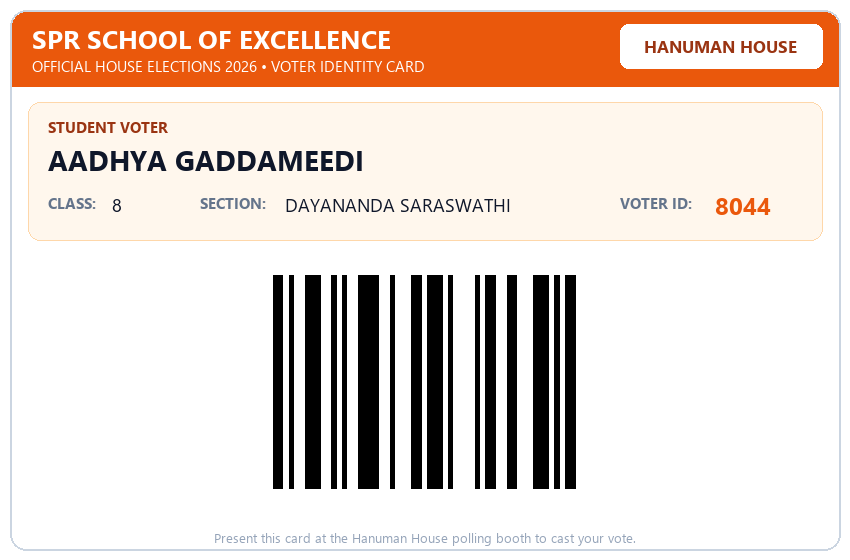 SPR SCHOOL OF EXCELLENCE
OFFICIAL HOUSE ELECTIONS 2026 • VOTER IDENTITY CARD
HANUMAN HOUSE
STUDENT VOTER
AADHYA GADDAMEEDI
CLASS: 8 SECTION: DAYANANDA SARASWATHI VOTER ID: 8044
Present this card at the Hanuman House polling booth to cast your vote.